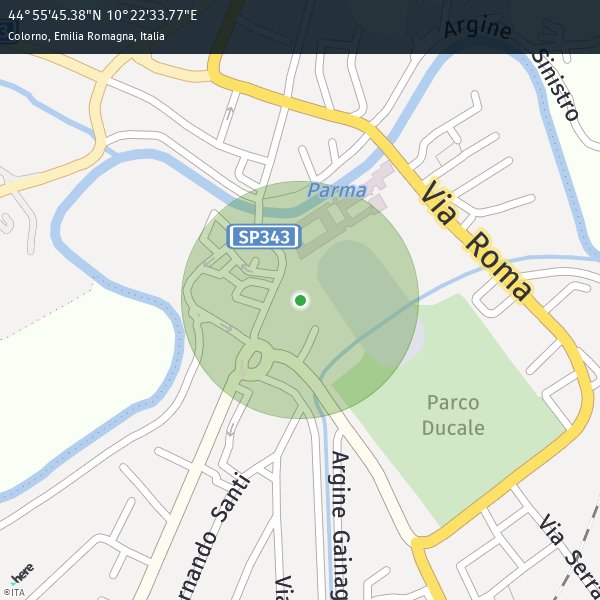 44°55'45.38"N 10°22'33.77"E
Colorno, Emilia Romagna, Italia
Argine Sinistro
Parma
Via Roma
SP343
Parco
Ducale
Argine Gainag
rnando Santi
Via
Via Serra
here
©ITA